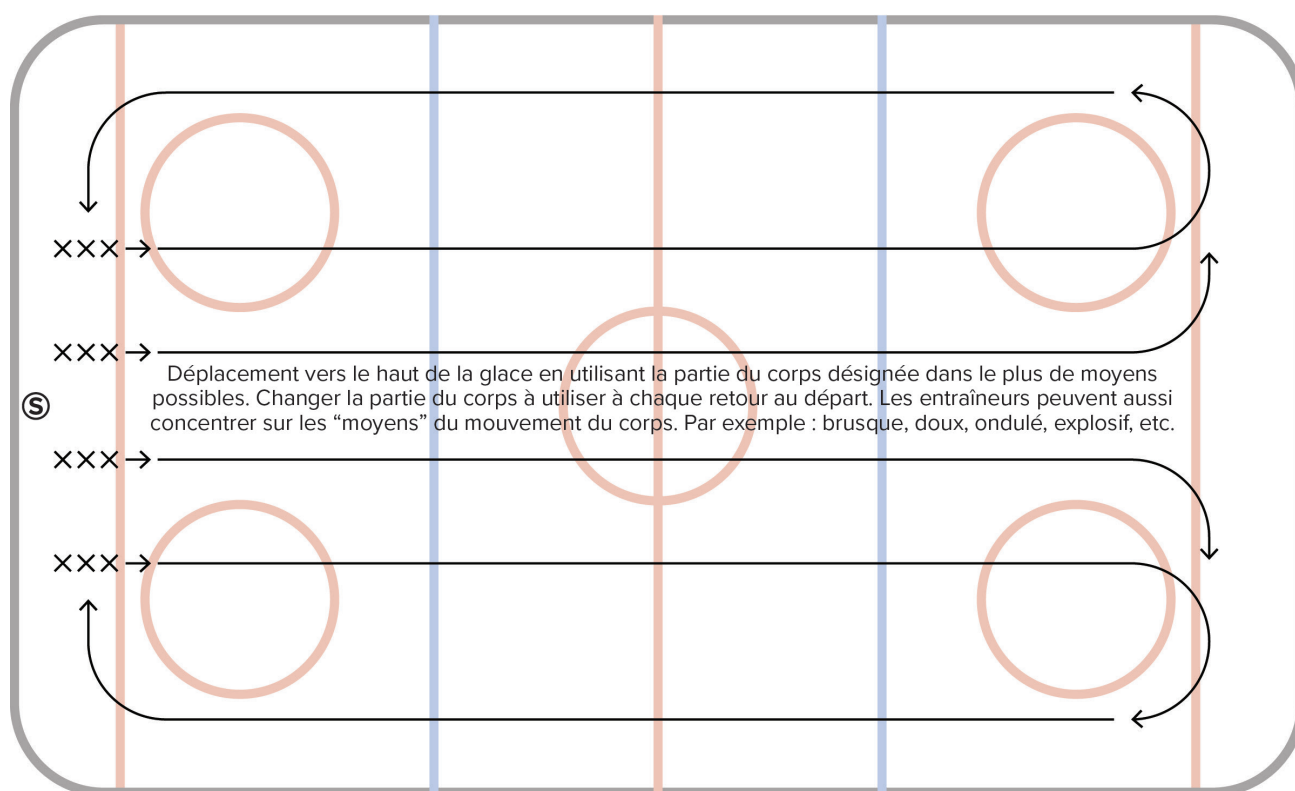 XXX
XXX
Déplacement vers le haut de la glace en utilisant la partie du corps désignée dans le plus de moyens
possibles. Changer la partie du corps à utiliser à chaque retour au départ. Les entraîneurs peuvent aussi
concentrer sur les “moyens” du mouvement du corps. Par exemple : brusque, doux, ondulé, explosif, etc.
S
XXX
XXX